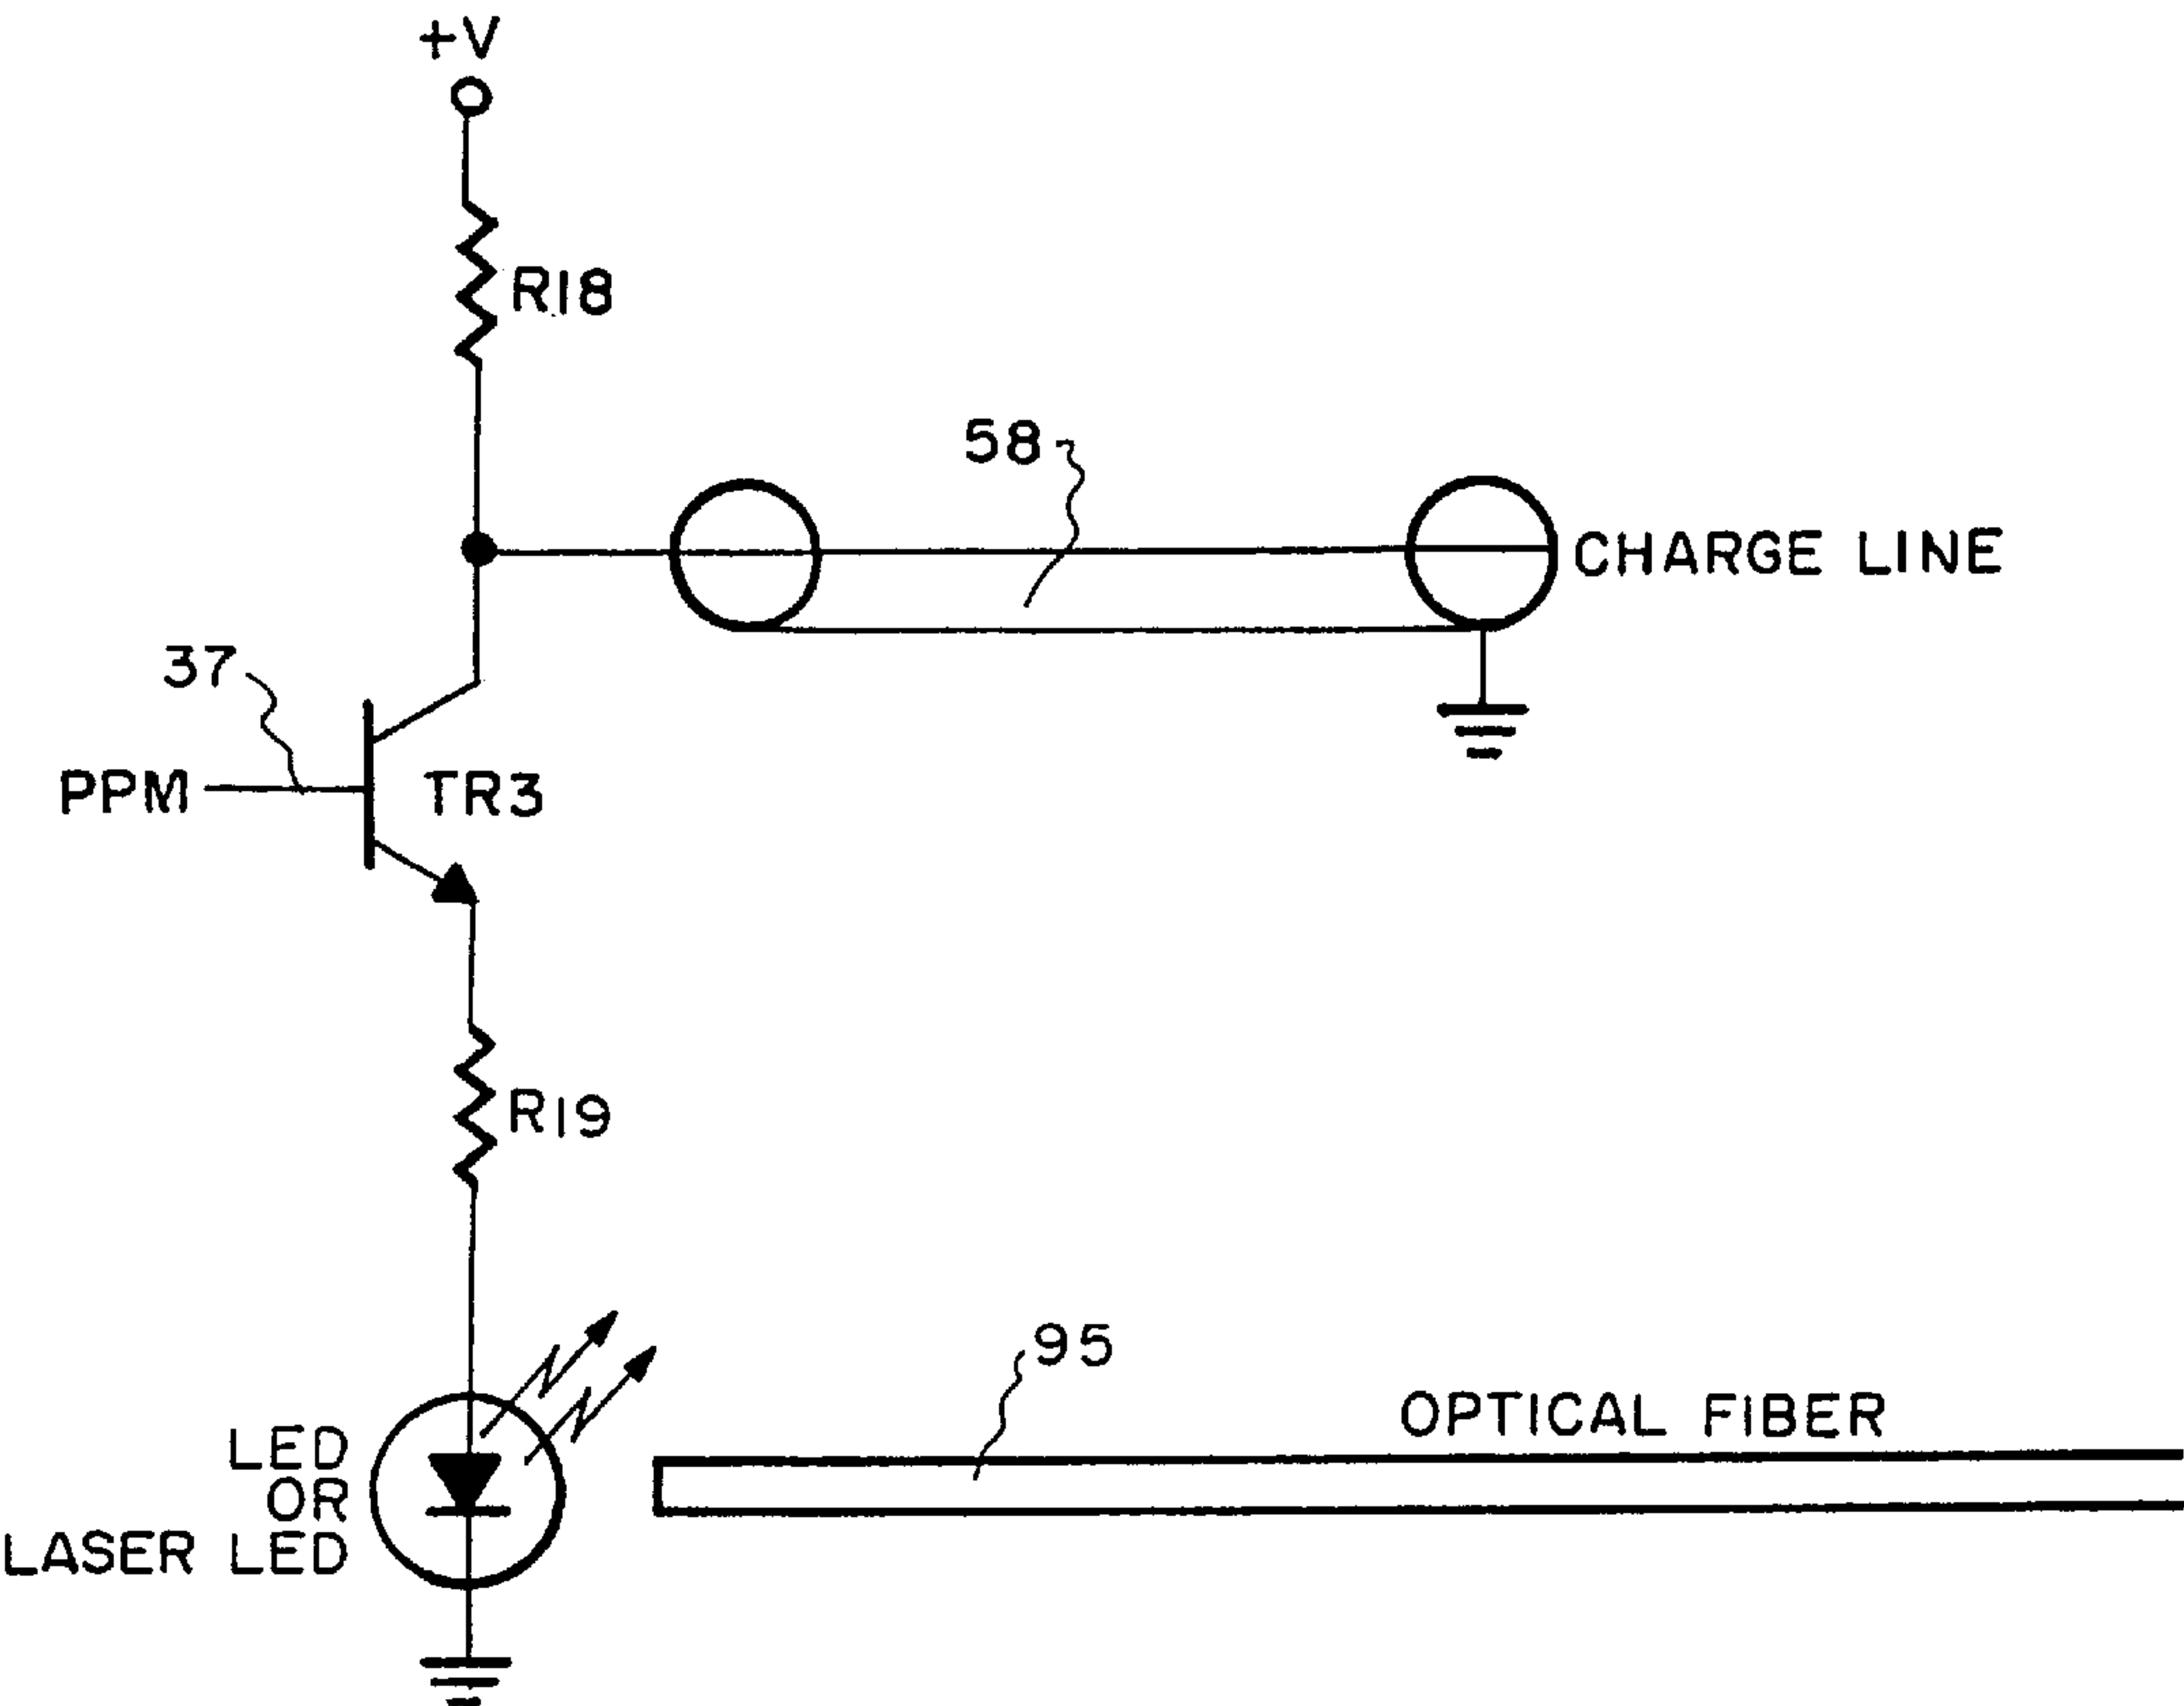 +V
R18
58
CHARGE LINE
37
PPM
TR3
R19
95
OPTICAL FIBER
LED
OR
LASER LED